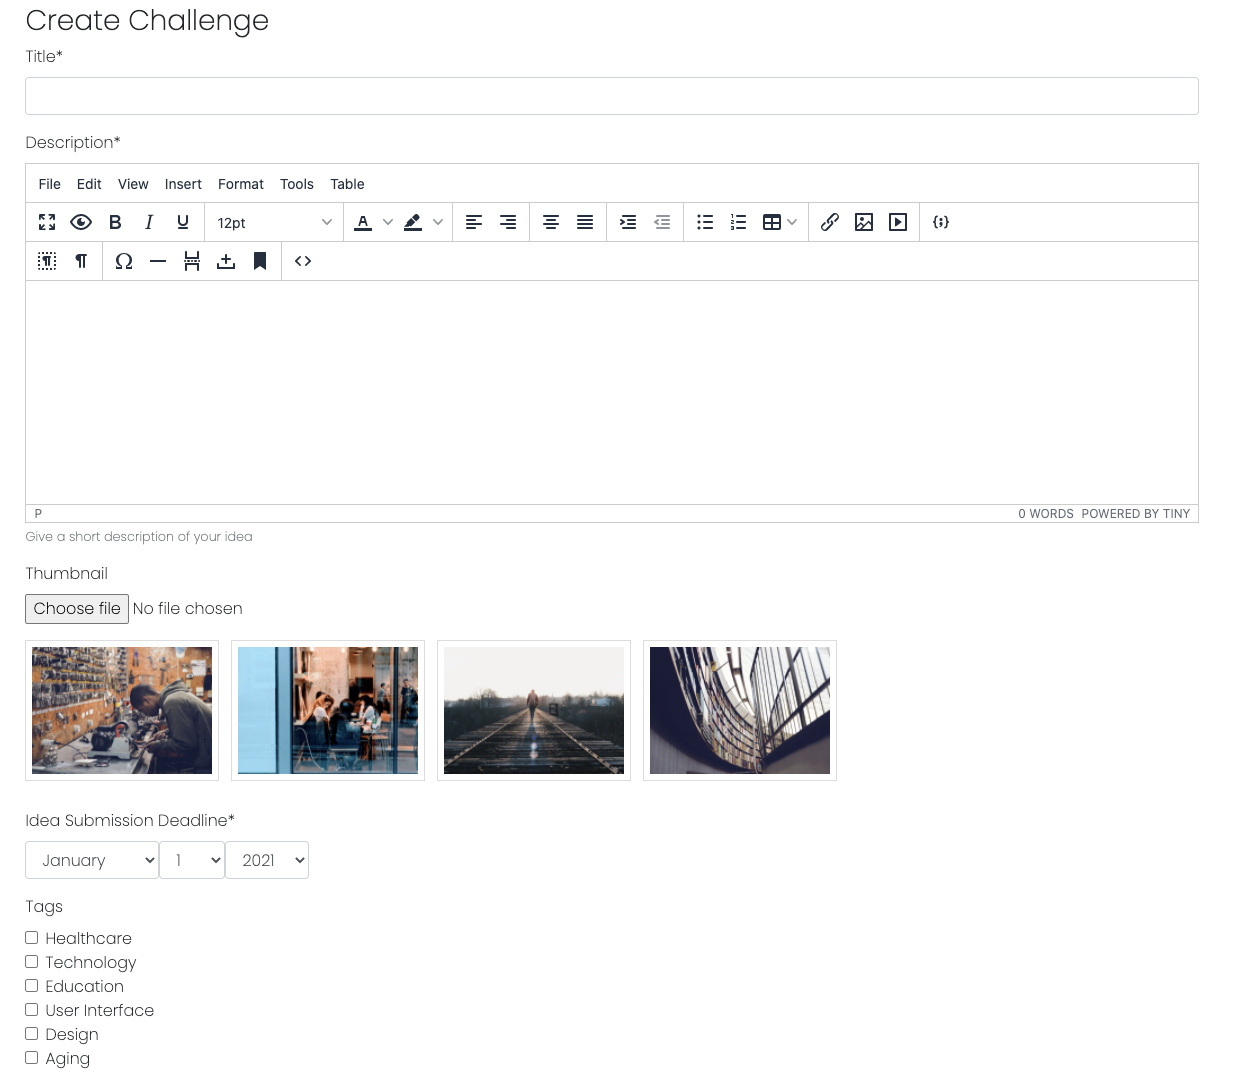 Create Challenge
Title*
Description*
File Edit View Insert Format Tools Table
B I U 12pt A
¶ ¶ Ω
P 0 WORDS POWERED BY TINY
Give a short description of your idea
Thumbnail
Choose file No file chosen
Idea Submission Deadline*
January 1 2021
Tags
Healthcare
Technology
Education
User Interface
Design
Aging